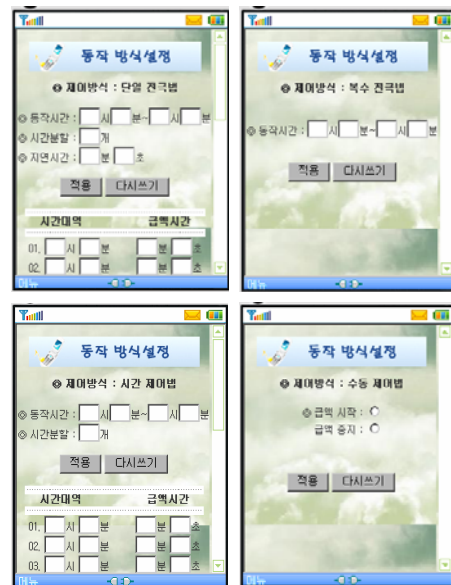 동작 방식설정
◎ 제어방식 : 단일 전극법
◎ 동작시간 : 시 분~ 시 분
◎ 시간분할 : 개
◎ 지연시간 : 분 초
적용 다시쓰기
시간대역 급액시간
01. 시 분 분 초
02. 시 분 분 초
메뉴
동작 방식설정
◎ 제어방식 : 복수 전극법
◎ 동작시간 : 시 분~ 시 분
적용 다시쓰기
메뉴
동작 방식설정
◎ 제어방식 : 시간 제어법
◎ 동작시간 : 시 분~ 시 분
◎ 시간분할 : 개
적용 다시쓰기
시간대역 급액시간
01. 시 분 분 초
02. 시 분 분 초
03. 시 분 분 초
메뉴
동작 방식설정
◎ 제어방식 : 수동 제어법
◎ 급액 시작 :
급액 중지 :
적용 다시쓰기
메뉴